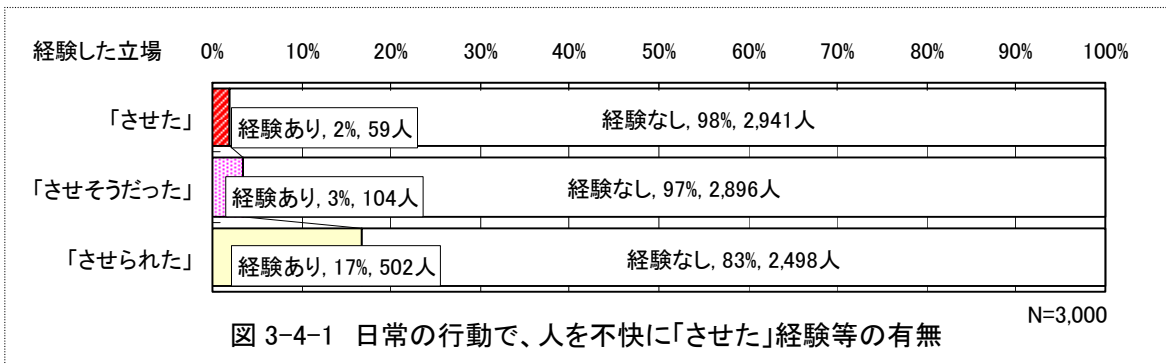 経験した立場 0% 10% 20% 30% 40% 50% 60% 70% 80% 90% 100%
「させた」 経験あり, 2%, 59人 経験なし, 98%, 2,941人
「させそうだった」 経験あり, 3%, 104人 経験なし, 97%, 2,896人
「させられた」 経験あり, 17%, 502人 経験なし, 83%, 2,498人
N=3,000
図 3-4-1 日常の行動で、人を不快に「させた」経験等の有無